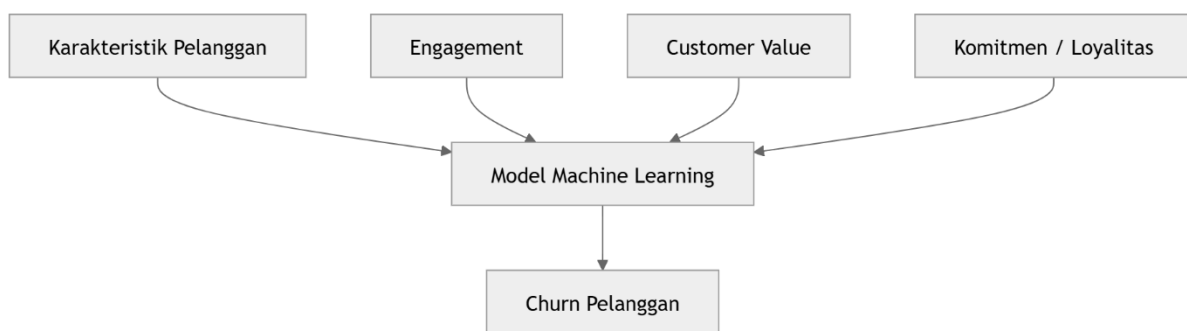 Karakteristik Pelanggan
Engagement
Customer Value
Komitmen / Loyalitas
Model Machine Learning
Churn Pelanggan